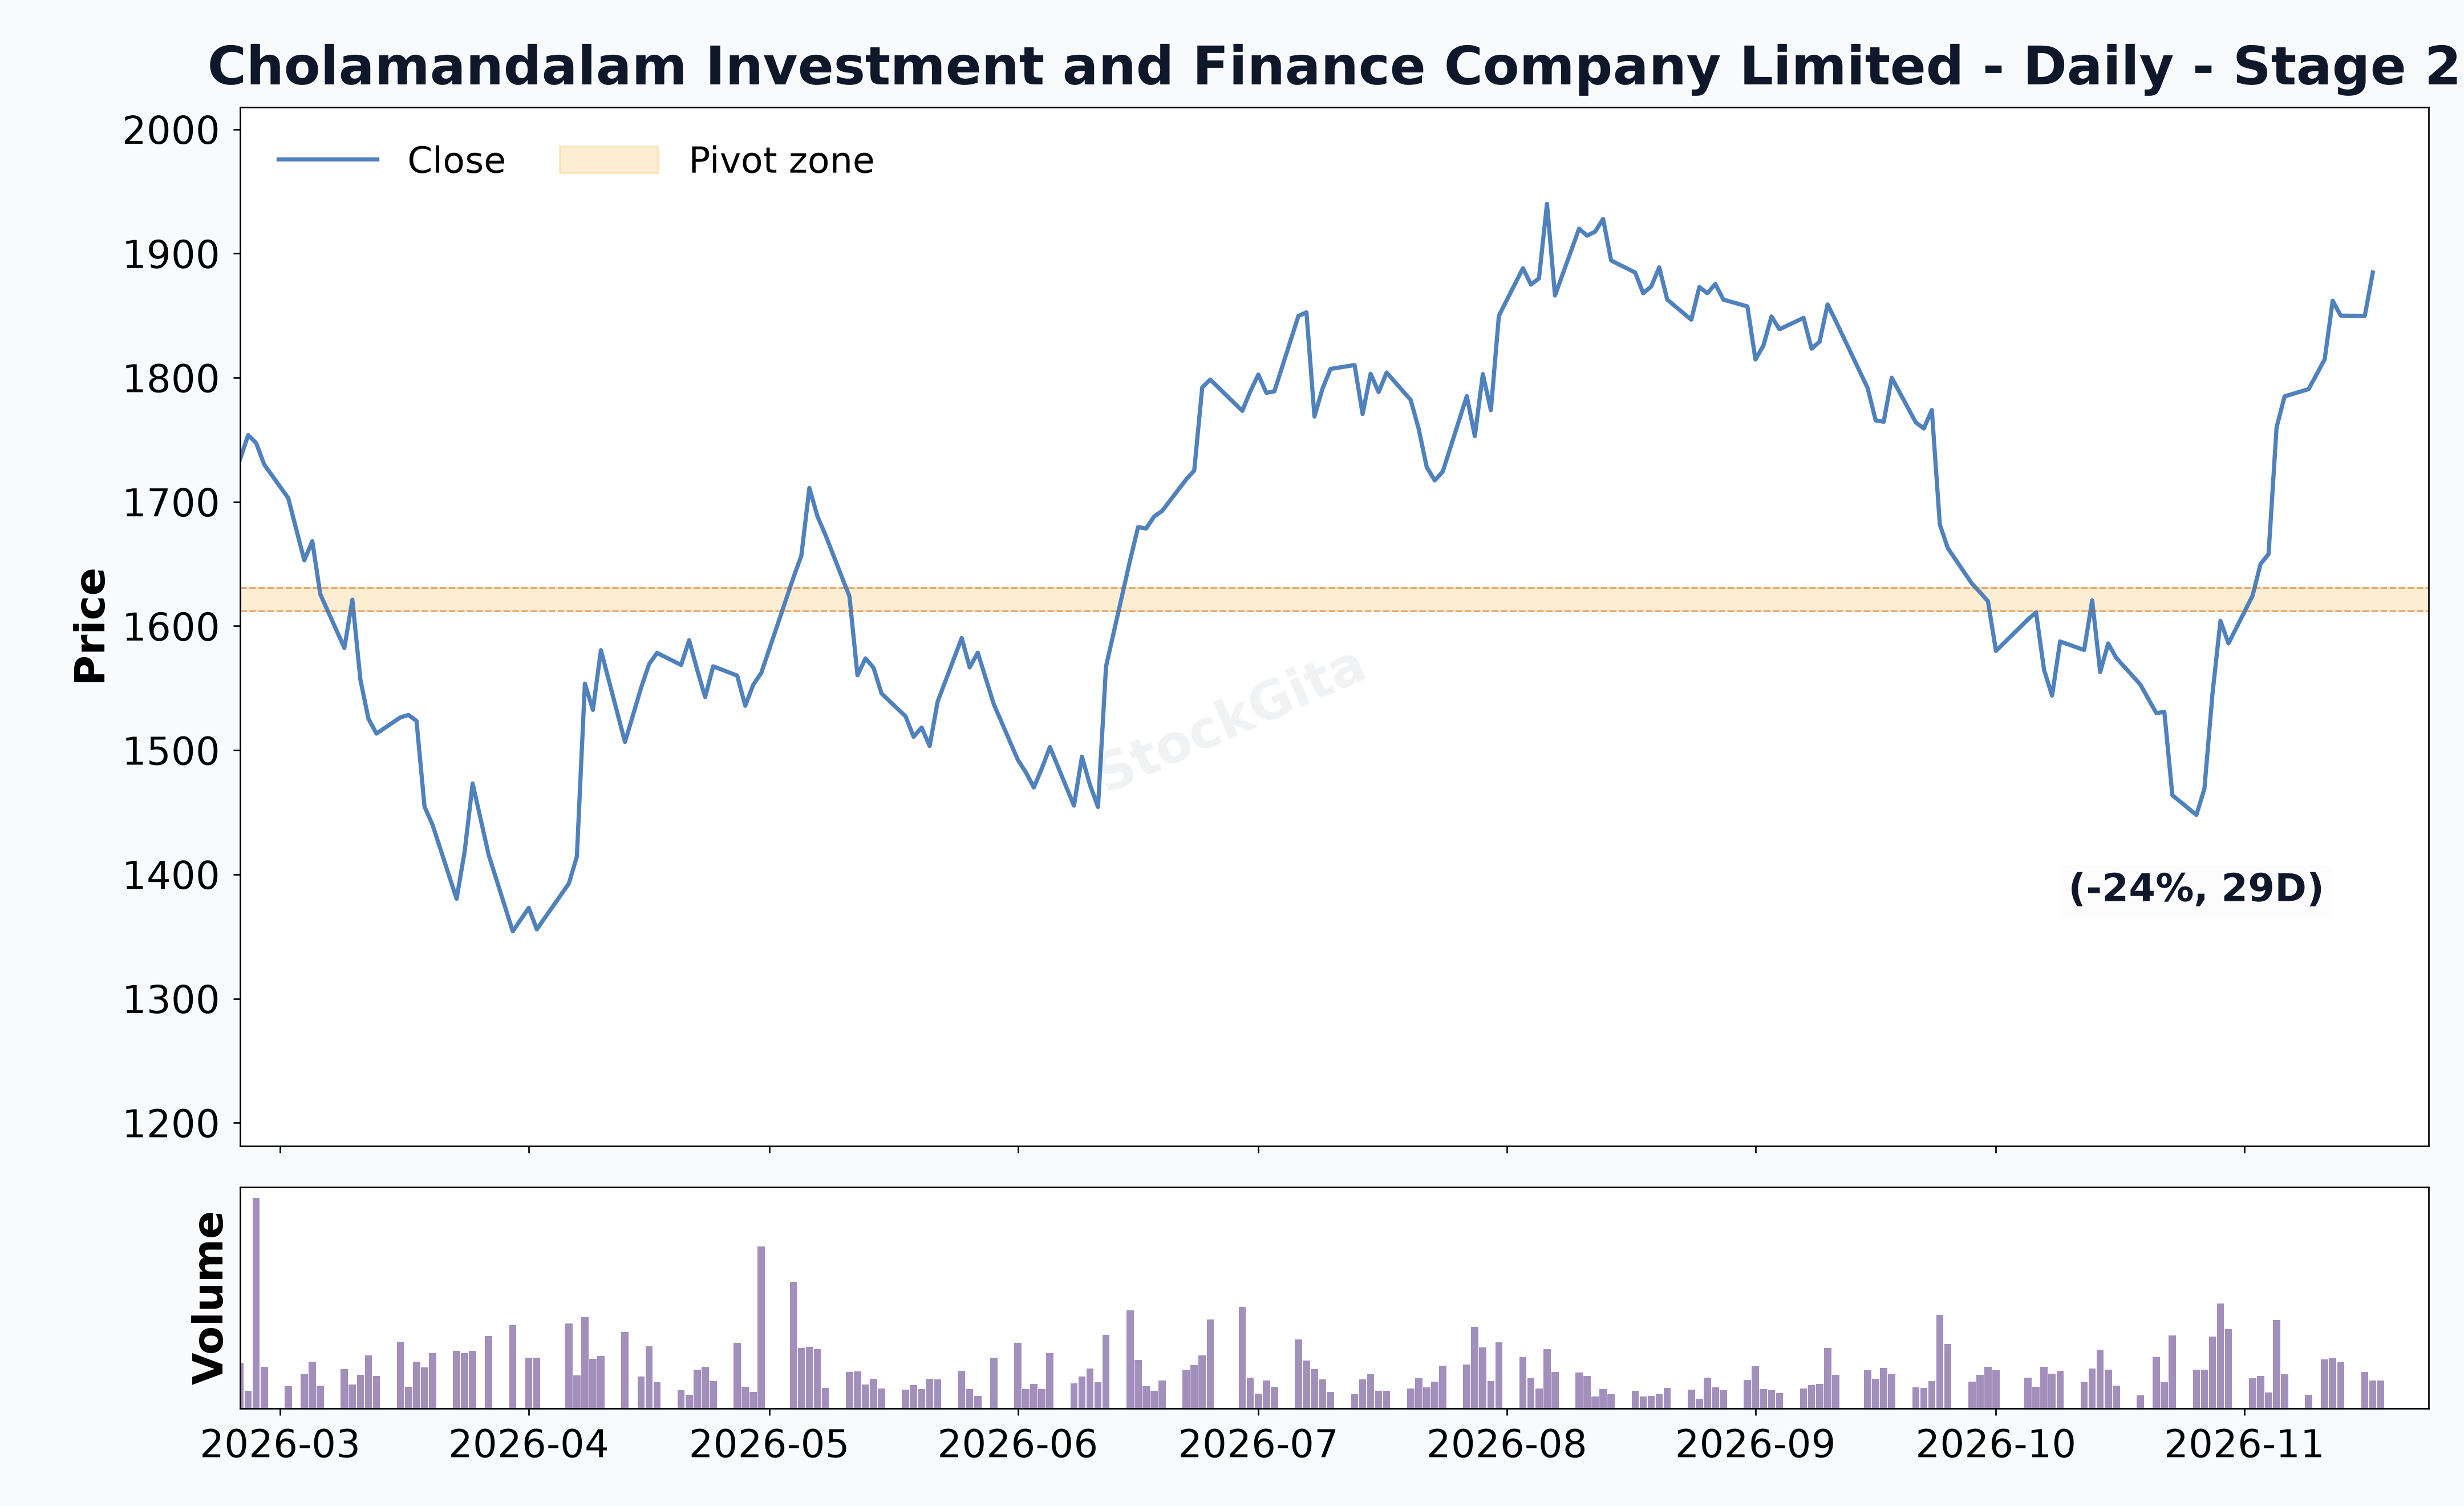 Cholamandalam Investment and Finance Company Limited - Daily - Stage 2
Close
Pivot zone
Price
2000
1900
1800
1700
1600
1500
1400
1300
1200
StockGita
(-24%, 29D)
Volume
2026-03
2026-04
2026-05
2026-06
2026-07
2026-08
2026-09
2026-10
2026-11